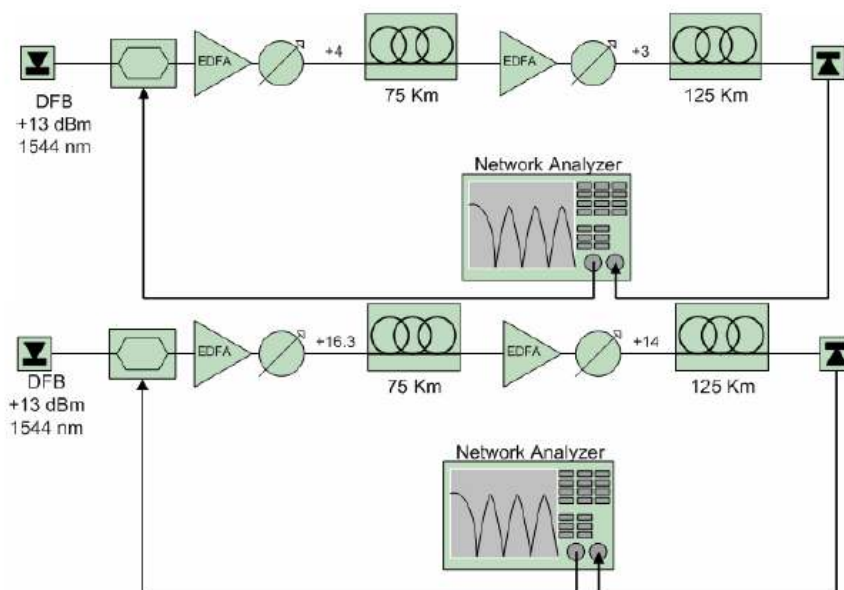 EDFA
+4
EDFA
+3
75 Km
125 Km
DFB
+13 dBm
1544 nm
Network Analyzer
EDFA
+16.3
EDFA
+14
75 Km
125 Km
DFB
+13 dBm
1544 nm
Network Analyzer